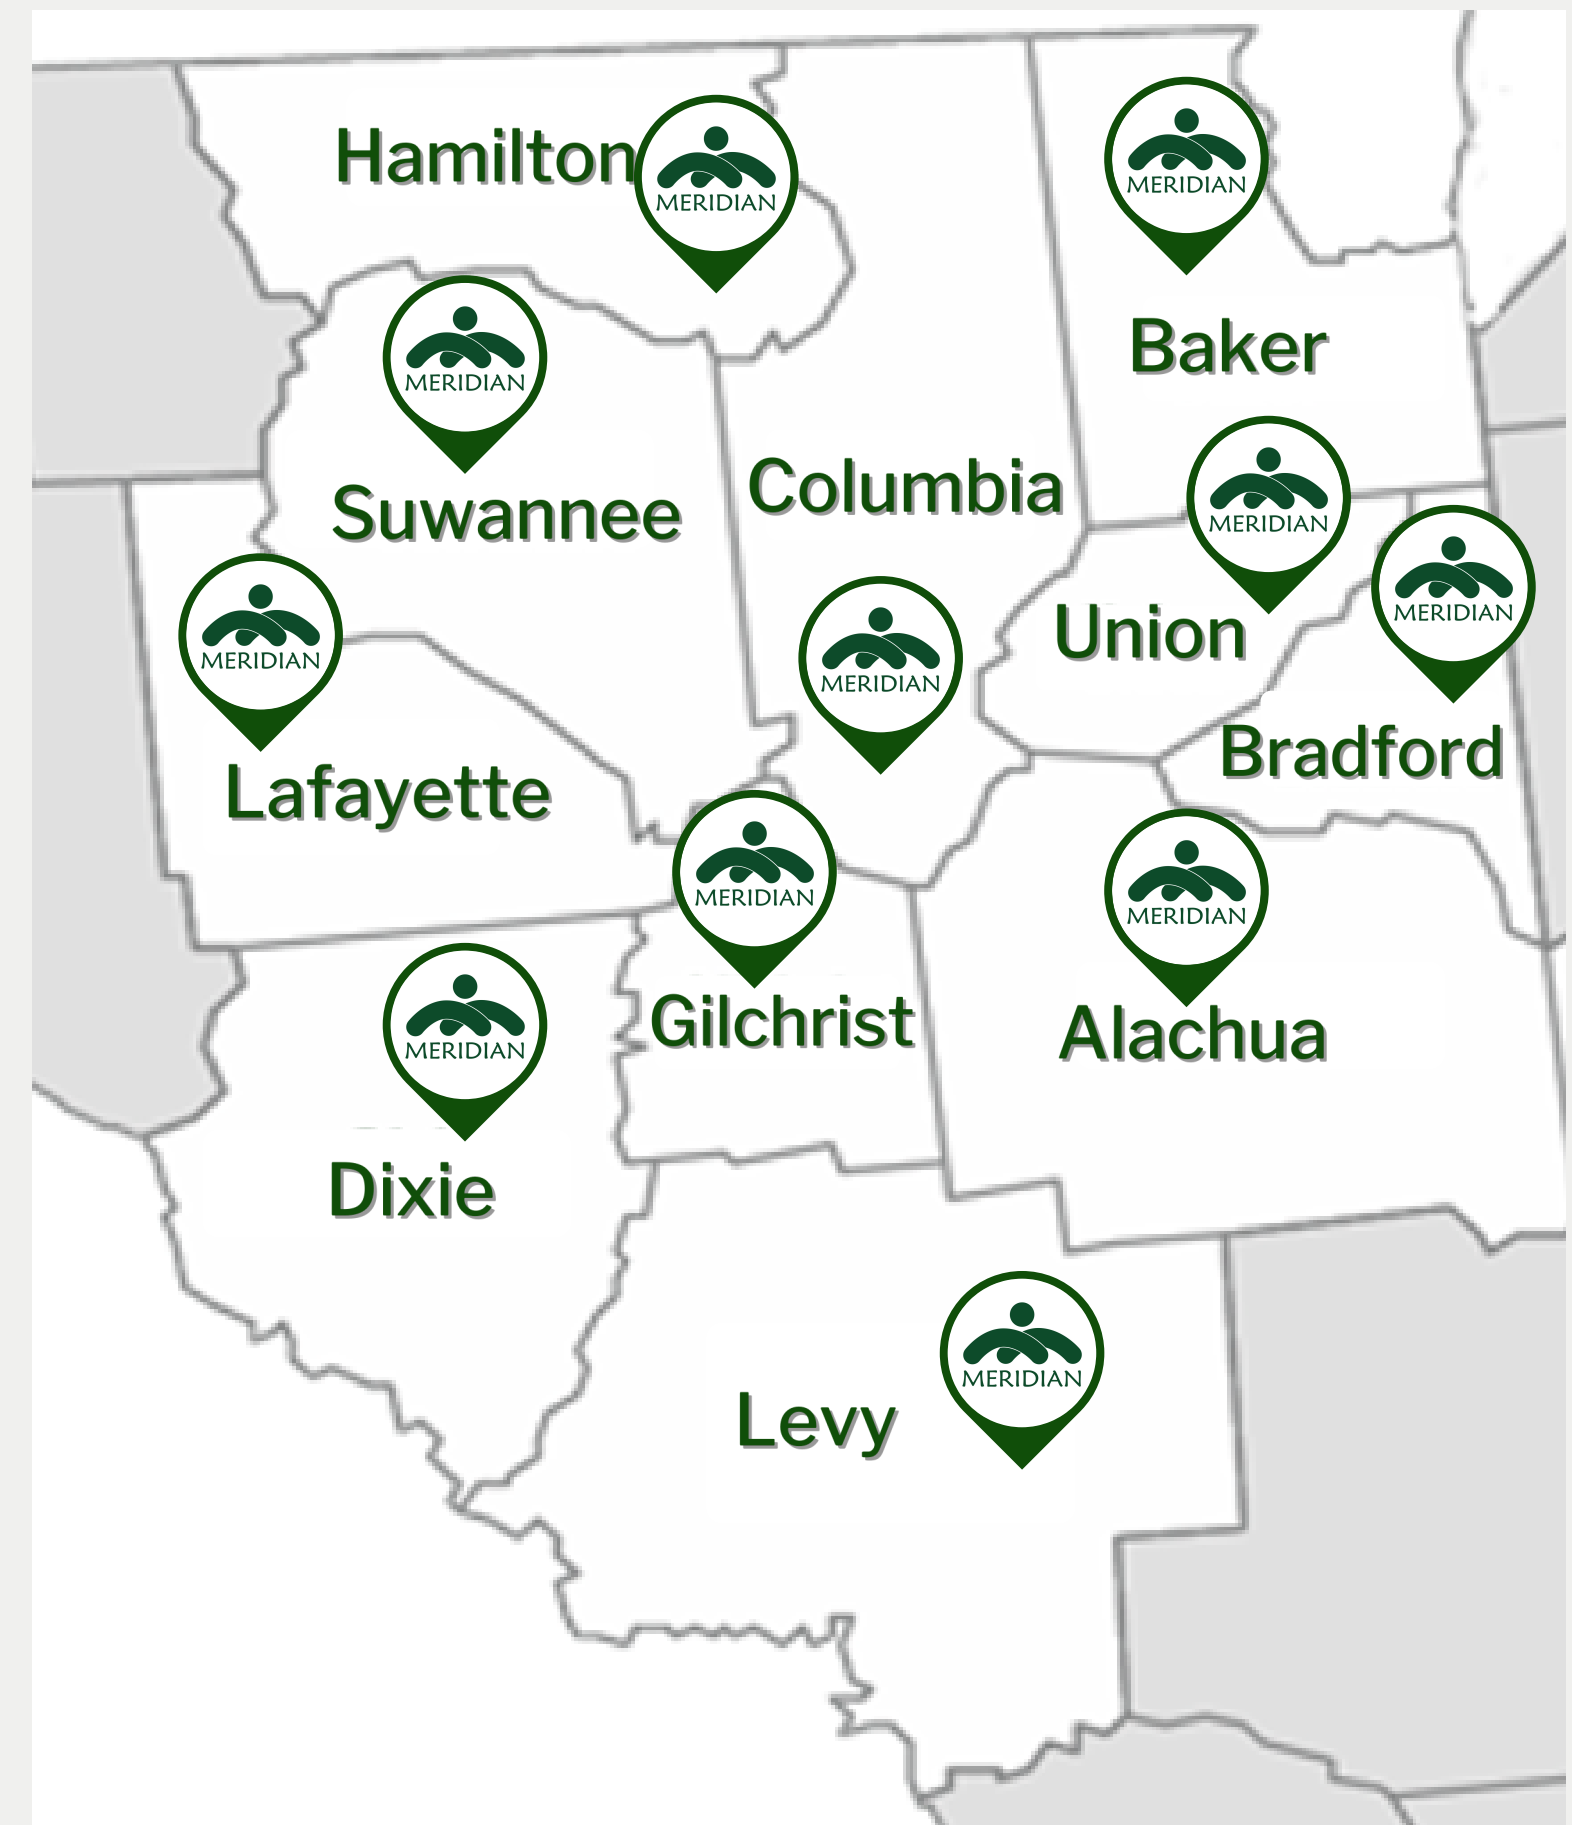 Hamilton
MERIDIAN
MERIDIAN
Baker
MERIDIAN
Suwannee
Columbia
MERIDIAN
MERIDIAN
Union
MERIDIAN
Lafayette
MERIDIAN
Bradford
MERIDIAN
Gilchrist
MERIDIAN
Alachua
MERIDIAN
Dixie
MERIDIAN
Levy
MERIDIAN